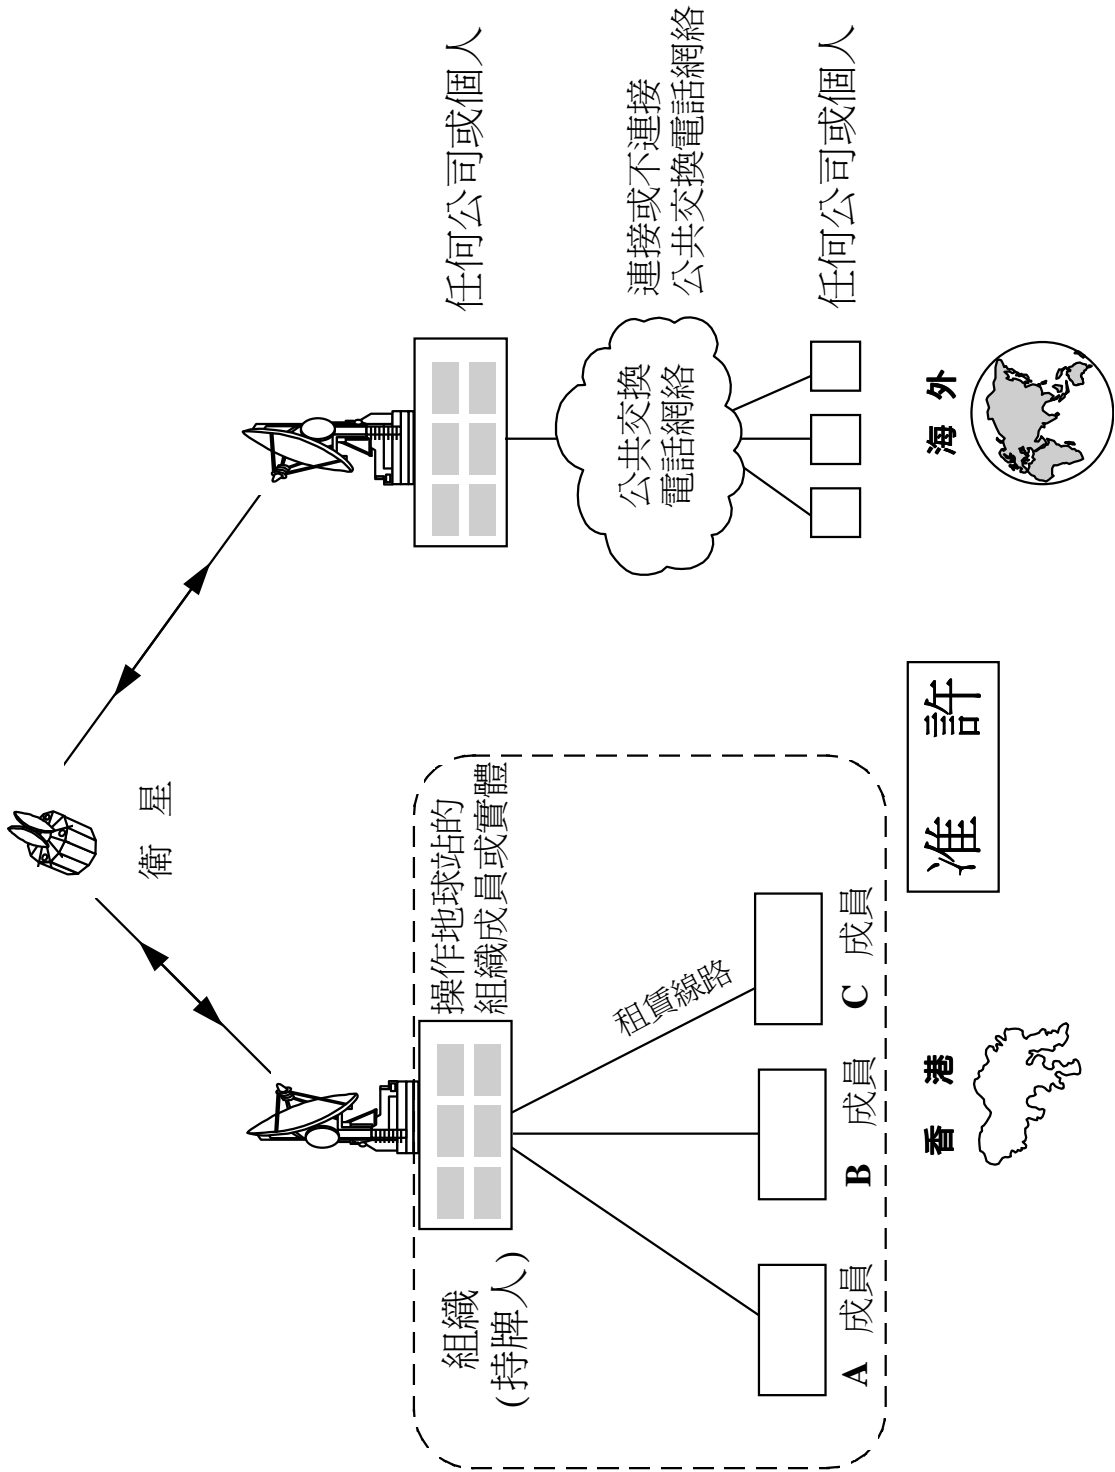 衛 星
組織
(持牌人)
操作地球站的
組織成員或實體
任何公司或個人
租賃線路
公共交換
電話網絡
連接或不連接
公共交換電話網絡
A 成員
B 成員
C 成員
任何公司或個人
香 港
准 許
海 外